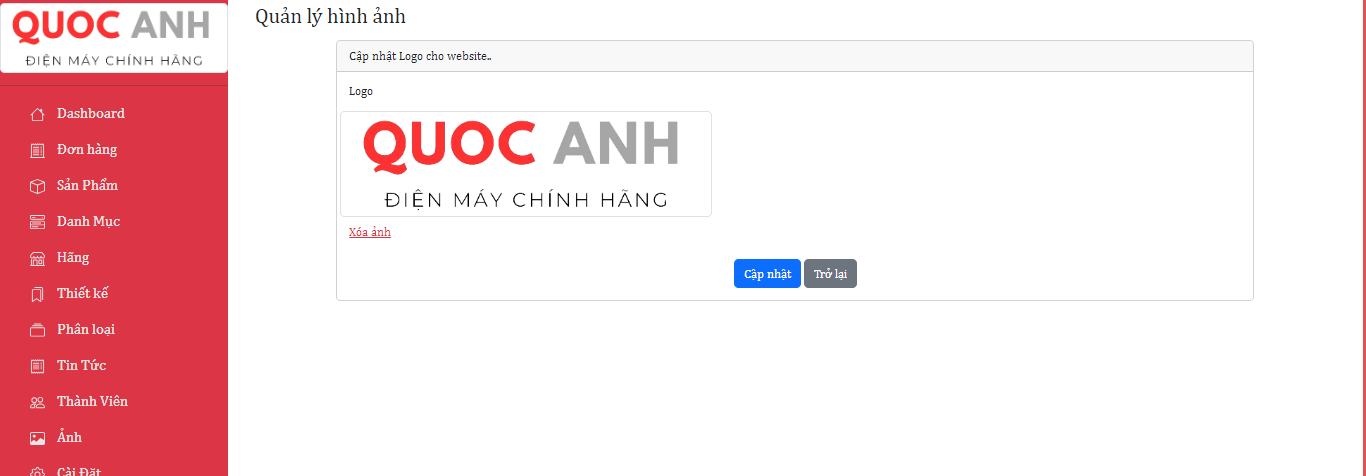 QUOC ANH
ĐIỆN MÁY CHÍNH HÃNG
Dashboard
Đơn hàng
Sản Phẩm
Danh Mục
Hãng
Thiết kế
Phân loại
Tin Tức
Thành Viên
Ảnh
Cài Đặt
Quản lý hình ảnh
Cập nhật Logo cho website..
Logo
QUOC ANH
ĐIỆN MÁY CHÍNH HÃNG
Xóa ảnh
Cập nhật Trở lại